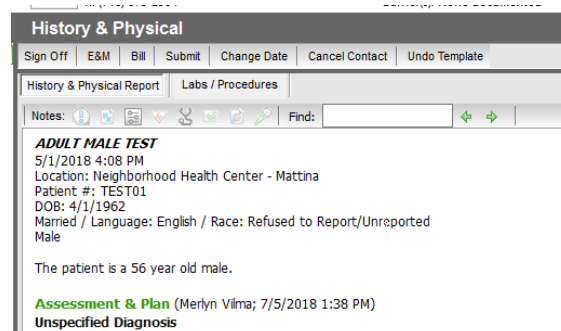 History & Physical
Sign Off E&M Bill Submit Change Date Cancel Contact Undo Template
History & Physical Report Labs / Procedures
Notes: Find:
ADULT MALE TEST
5/1/2018 4:08 PM
Location: Neighborhood Health Center - Mattina
Patient #: TEST01
DOB: 4/1/1962
Married / Language: English / Race: Refused to Report/Unreported
Male
The patient is a 56 year old male.
Assessment & Plan (Merlyn Vilma; 7/5/2018 1:38 PM)
Unspecified Diagnosis